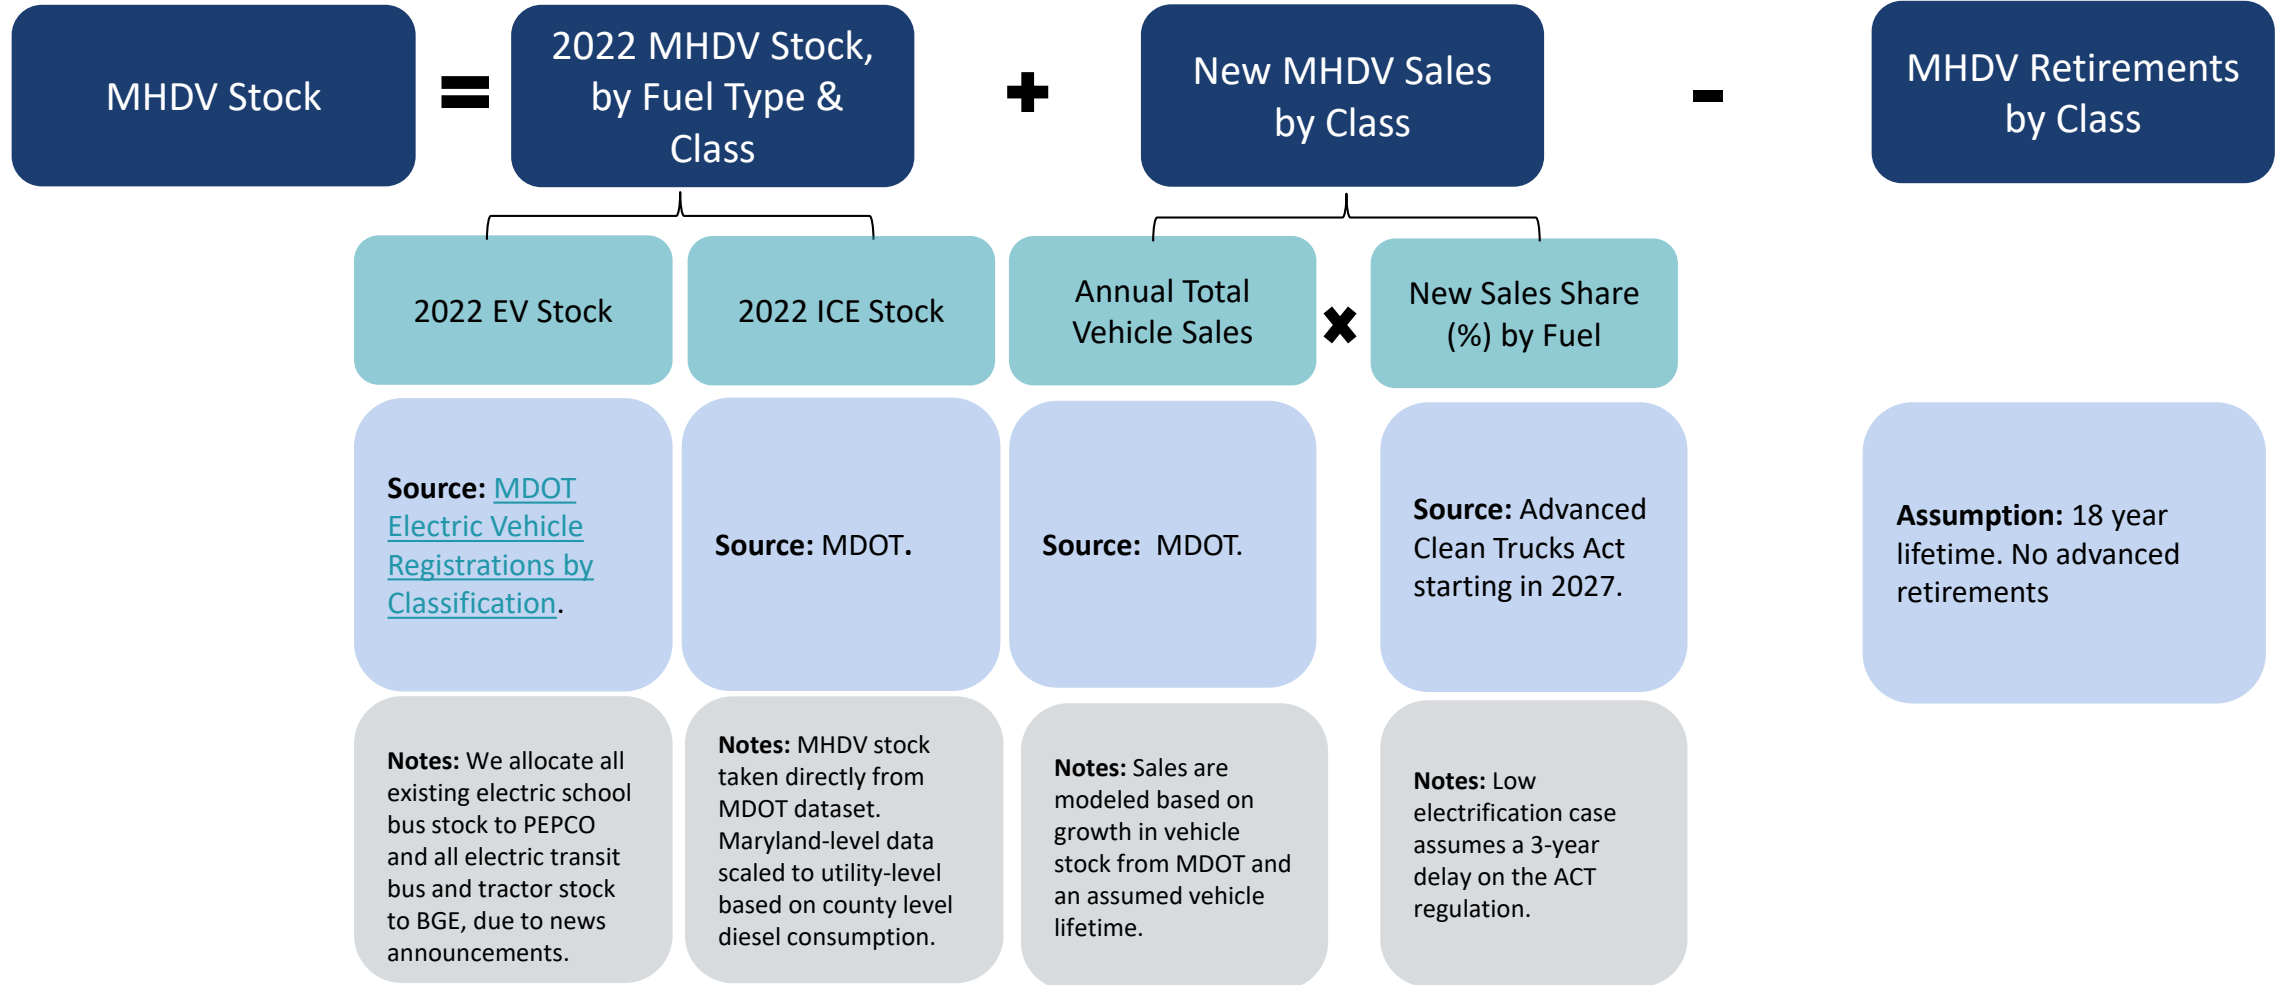 MHDV Stock
=
2022 MHDV Stock,
by Fuel Type &
Class
+
New MHDV Sales
by Class
-
MHDV Retirements
by Class
2022 EV Stock
2022 ICE Stock
Annual Total
Vehicle Sales
×
New Sales Share
(%) by Fuel
Source: MDOT
Electric Vehicle
Registrations by
Classification.
Source: MDOT.
Source: MDOT.
Source: Advanced
Clean Trucks Act
starting in 2027.
Assumption: 18 year
lifetime. No advanced
retirements
Notes: We allocate all
existing electric school
bus stock to PEPCO
and all electric transit
bus and tractor stock
to BGE, due to news
announcements.
Notes: MHDV stock
taken directly from
MDOT dataset.
Maryland-level data
scaled to utility-level
based on county level
diesel consumption.
Notes: Sales are
modeled based on
growth in vehicle
stock from MDOT and
an assumed vehicle
lifetime.
Notes: Low
electrification case
assumes a 3-year
delay on the ACT
regulation.